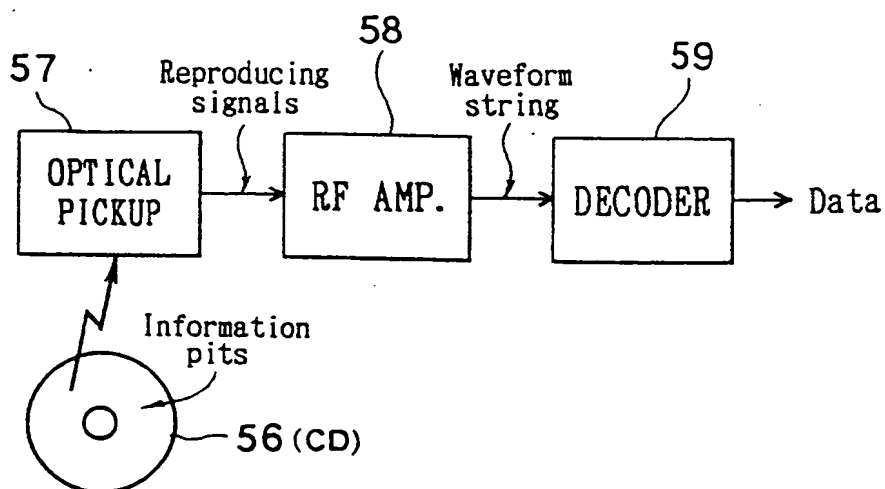 58
57
59
Reproducing
signals
Waveform
string
OPTICAL
PICKUP
RF AMP.
DECODER
Data
Information
pits
56 (CD)